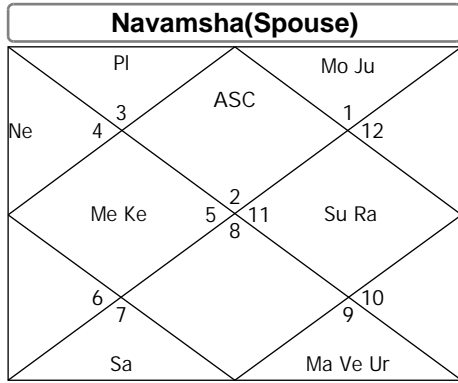 Navamsha(Spouse)
Pl Mo Ju
ASC
3 1
Ne 4 12
2
Me Ke 5 11 Su Ra
8
6 10
7 9
Sa Ma Ve Ur